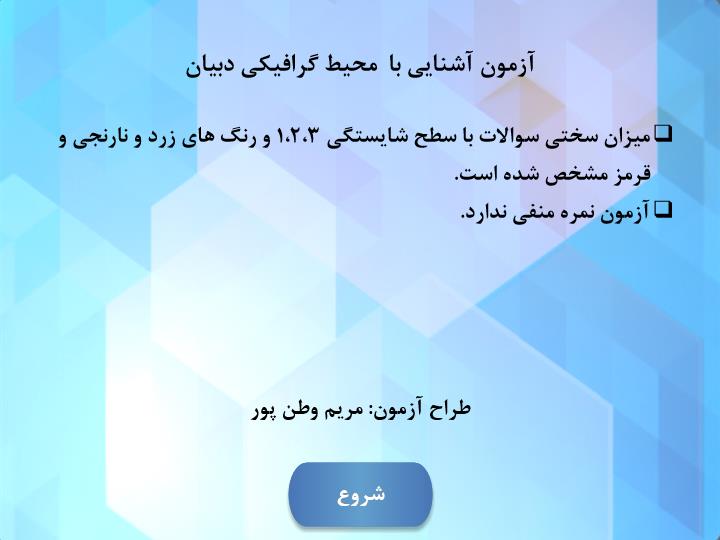 آزمون آشنایی با محیط گرافیکی دبیان
میزان سختی سوالات با سطح شایستگی ۱،۲،۳ و رنگ های زرد و نارنجی و
قرمز مشخص شده است.
آزمون نمره منفی ندارد.
طراح آزمون: مریم وطن پور
شروع